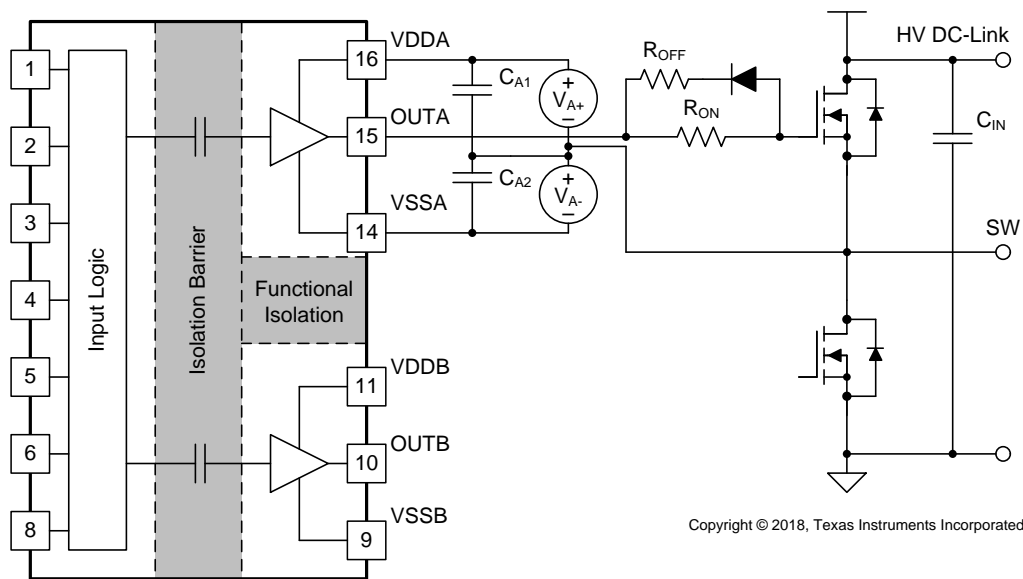 1
2
3
4
5
6
8
Input Logic
Isolation Barrier
Functional
Isolation
16
VDDA
15
OUTA
14
VSSA
11
VDDB
10
OUTB
9
VSSB
CA1
CA2
+
VA+
−
+
VA-
−
ROFF
RON
HV DC-Link
CIN
SW
Copyright © 2018, Texas Instruments Incorporated